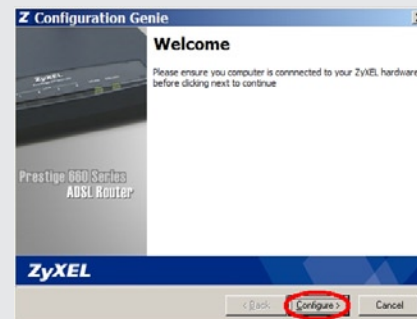 Z Configuration Genie
Welcome
Please ensure you computer is connnected to your ZyXEL hardware
before clicking next to continue
ZyXEL
Prestige 660 Series
ADSL Router
ZyXEL
< Back
Configure >
Cancel